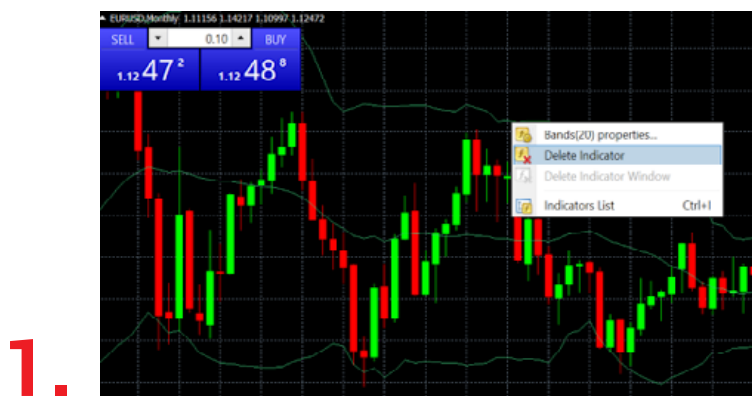 EURUSD,Monthly 1.11156 1.14217 1.10997 1.12472
SELL 0.10 BUY
1.12 47 2 1.12 48 8
Bands(20) properties...
Delete Indicator
Delete Indicator Window
Indicators List Ctrl+I
1.